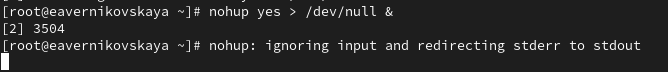 [root@eavernikovskaya ~]# nohup yes > /dev/null &
[2] 3504
[root@eavernikovskaya ~]# nohup: ignoring input and redirecting stderr to stdout